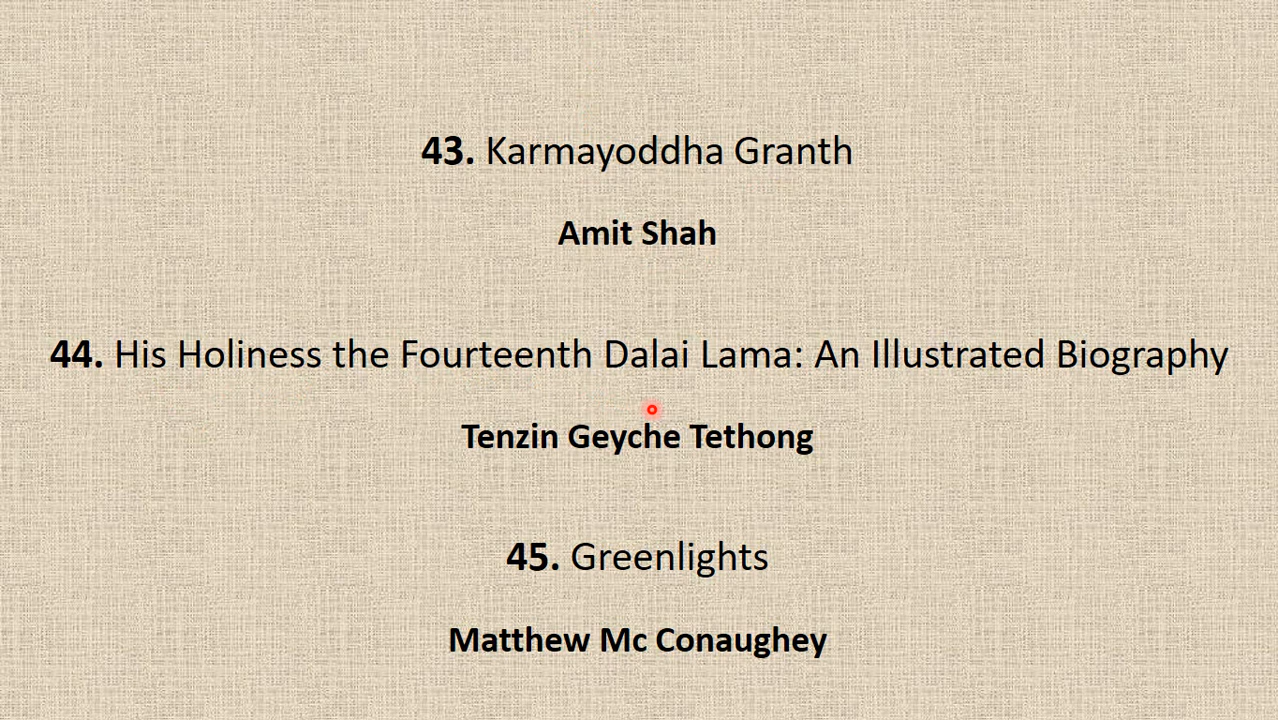 43. Karmayoddha Granth
Amit Shah
44. His Holiness the Fourteenth Dalai Lama: An Illustrated Biography
Tenzin Geyche Tethong
45. Greenlights
Matthew Mc Conaughey